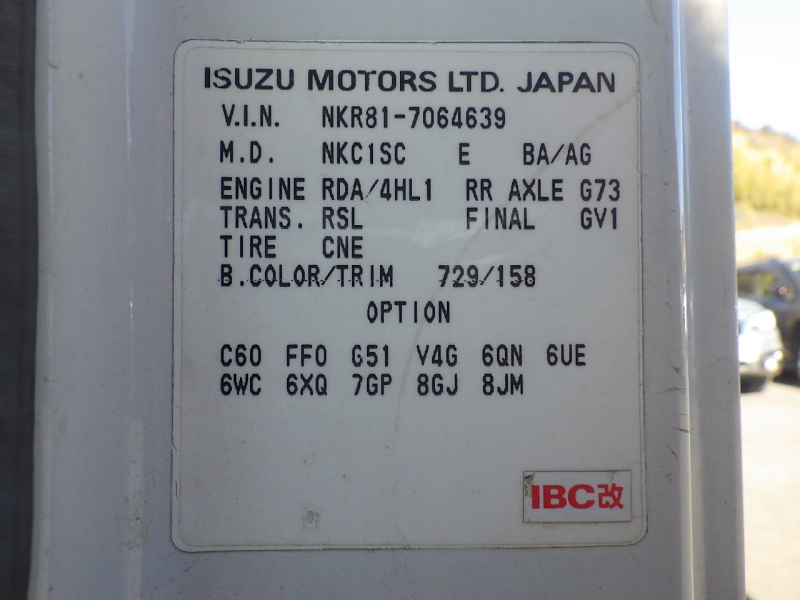 ISUZU MOTORS LTD. JAPAN
V.I.N. NKR81-7064639
M.D. NKC1SC E BA/AG
ENGINE RDA/4HL1 RR AXLE G73
TRANS. RSL FINAL GV1
TIRE CNE
B.COLOR/TRIM 729/158
OPTION
C60 FF0 G51 V4G 6QN 6UE
6WC 6XQ 7GP 8GJ 8JM
IBC改